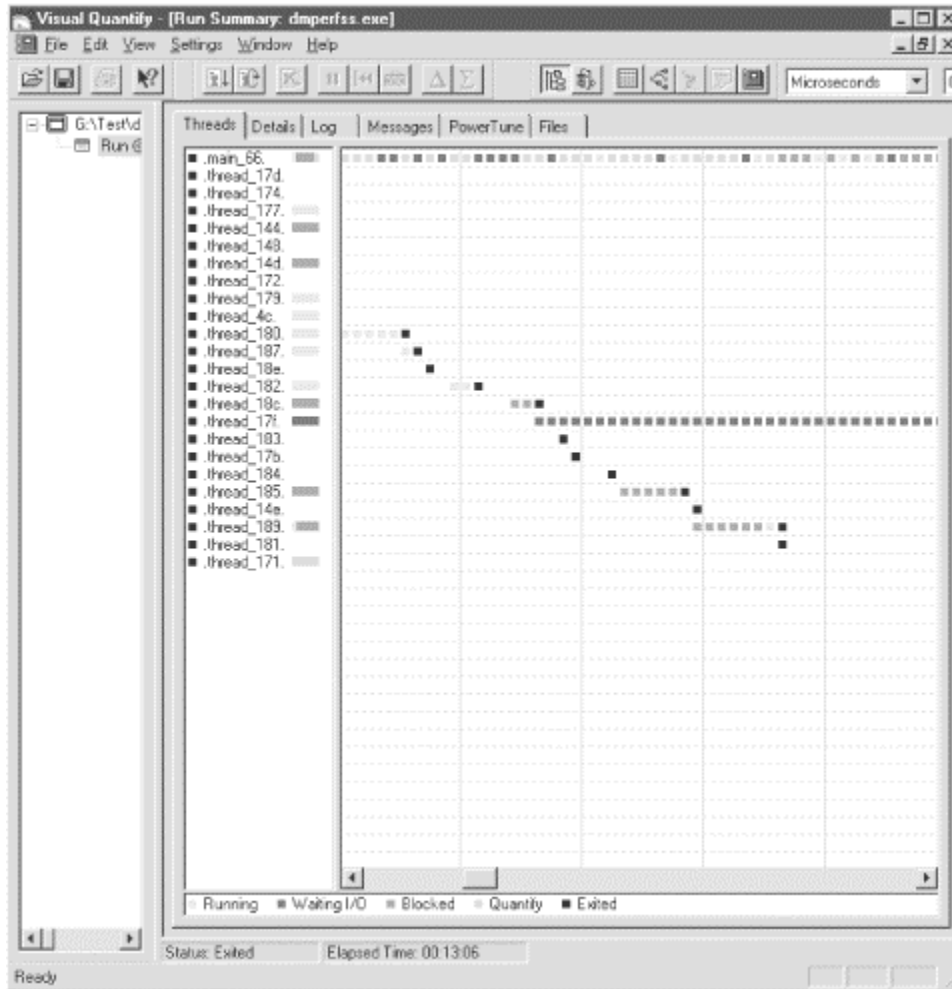 Visual Quantify - [Run Summary: dmperfss.exe]
File Edit View Settings Window Help
Microseconds
G:\Test\d
Run
Threads Details Log Messages PowerTune Files
.main_66.
.thread_17d.
.thread_174.
.thread_177.
.thread_144.
.thread_148.
.thread_14d.
.thread_172.
.thread_179.
.thread_4c.
.thread_180.
.thread_187.
.thread_18e.
.thread_182.
.thread_18c.
.thread_17f.
.thread_183.
.thread_17b.
.thread_184.
.thread_185.
.thread_14e.
.thread_189.
.thread_181.
.thread_171.
Running Waiting I/O Blocked Quantify Exited
Status: Exited Elapsed Time: 00:13:06
Ready